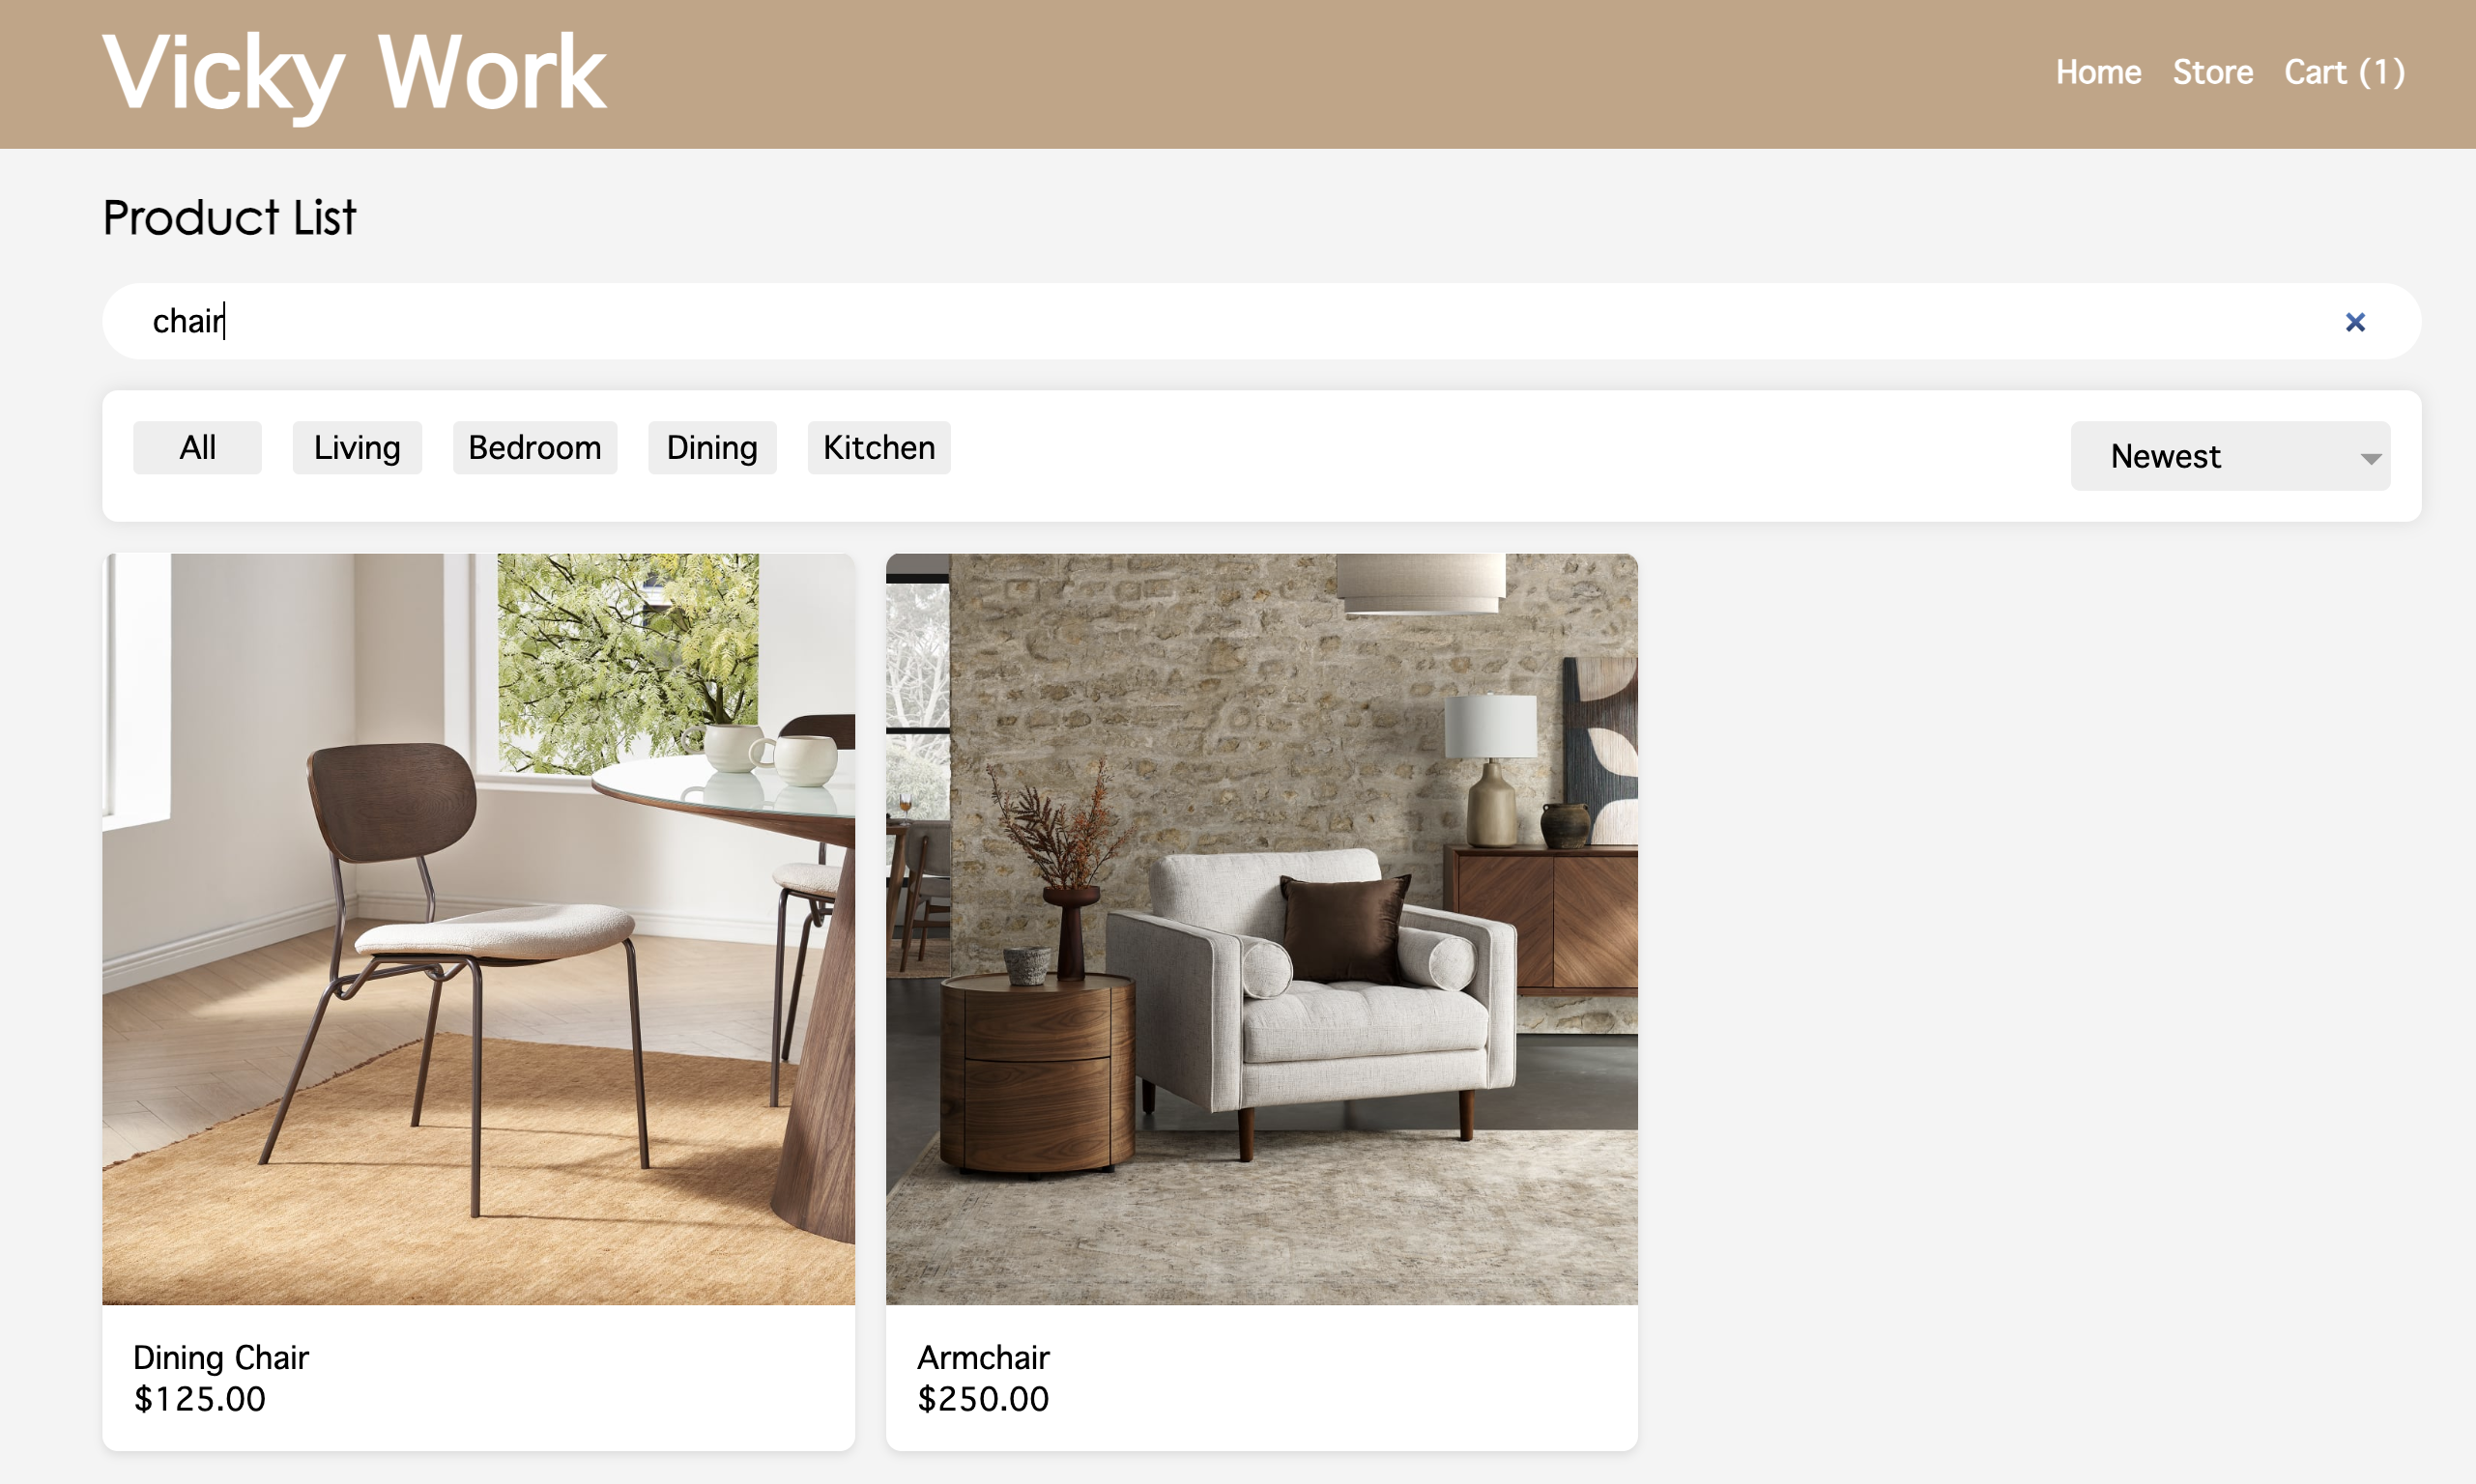 Vicky Work
Home Store Cart (1)
Product List
chair
All Living Bedroom Dining Kitchen
Newest
Dining Chair
$125.00
Armchair
$250.00